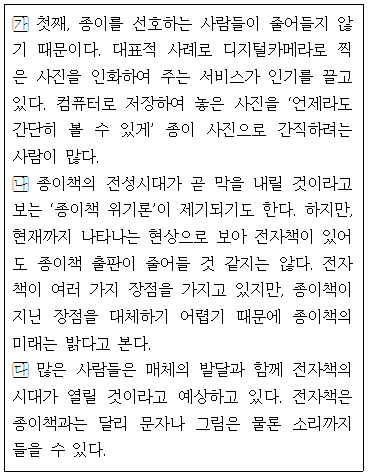 가 첫째, 종이를 선호하는 사람들이 줄어들지 않
기 때문이다. 대표적 사례로 디지털카메라로 찍
은 사진을 인화하여 주는 서비스가 인기를 끌고
있다. 컴퓨터로 저장하여 놓은 사진을 ‘언제라도
간단히 볼 수 있게’ 종이 사진으로 간직하려는
사람이 많다.
나 종이책의 전성시대가 곧 막을 내릴 것이라고
보는 ‘종이책 위기론’이 제기되기도 한다. 하지만,
현재까지 나타나는 현상으로 보아 전자책이 있어
도 종이책 출판이 줄어들 것 같지는 않다. 전자
책이 여러 가지 장점을 가지고 있지만, 종이책이
지닌 장점을 대체하기 어렵기 때문에 종이책의
미래는 밝다고 본다.
다 많은 사람들은 매체의 발달과 함께 전자책의
시대가 열릴 것이라고 예상하고 있다. 전자책은
종이책과는 달리 문자나 그림은 물론 소리까지
들을 수 있다.